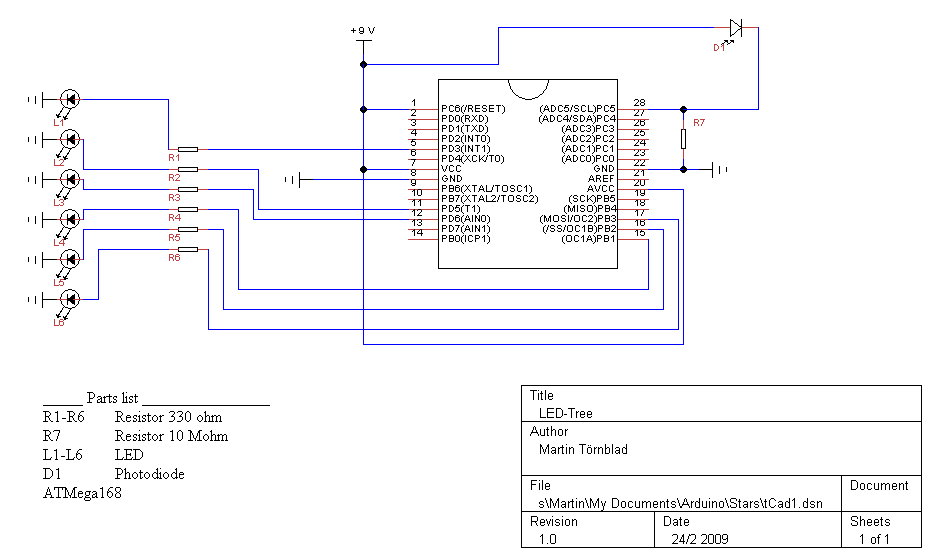 +9 V
D1
1 PC6(/RESET) (ADC5/SCL)PC5 28
2 PD0(RXD) (ADC4/SDA)PC4 27
3 PD1(TXD) (ADC3)PC3 26
4 PD2(INT0) (ADC2)PC2 25
5 PD3(INT1) (ADC1)PC1 24
6 PD4(XCK/T0) (ADC0)PC0 23
7 VCC GND 22
8 GND AREF 21
9 PB6(XTAL/TOSC1) AVCC 20
10 PB7(XTAL2/TOSC2) (SCK)PB5 19
11 PD5(T1) (MISO)PB4 18
12 PD6(AIN0) (MOSI/OC2)PB3 17
13 PD7(AIN1) (/SS/OC1B)PB2 16
14 PB0(ICP1) (OC1A)PB1 15
R7
L1
L2
L3
L4
L5
L6
R1
R2
R3
R4
R5
R6
_____ Parts list _________________
R1-R6 Resistor 330 ohm
R7 Resistor 10 Mohm
L1-L6 LED
D1 Photodiode
ATMega168
Title
LED-Tree
Author
Martin Törnblad
File
s\Martin\My Documents\Arduino\Stars\tCad1.dsn
Document
Revision
1.0
Date
24/2 2009
Sheets
1 of 1